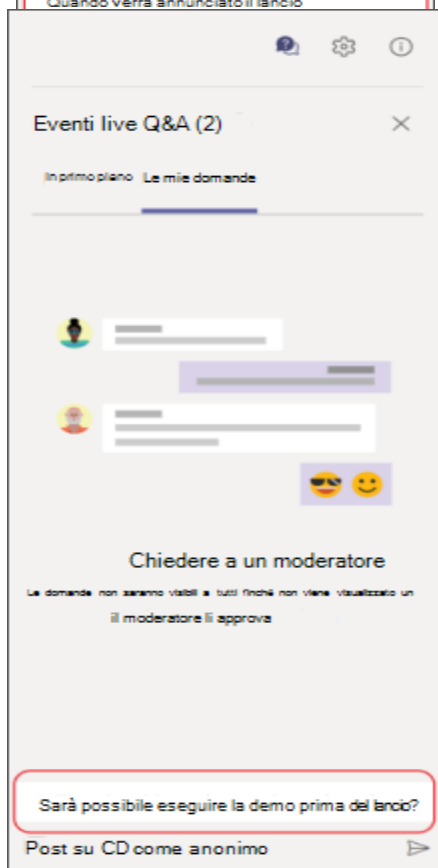 Quando verrà annunciato il lancio
Eventi live Q&A (2)
In primo piano Le mie domande
Chiedere a un moderatore
Le domande non saranno visibili a tutti finché non viene visualizzato un
il moderatore li approva
Sarà possibile eseguire la demo prima del lancio?
Post su CD come anonimo